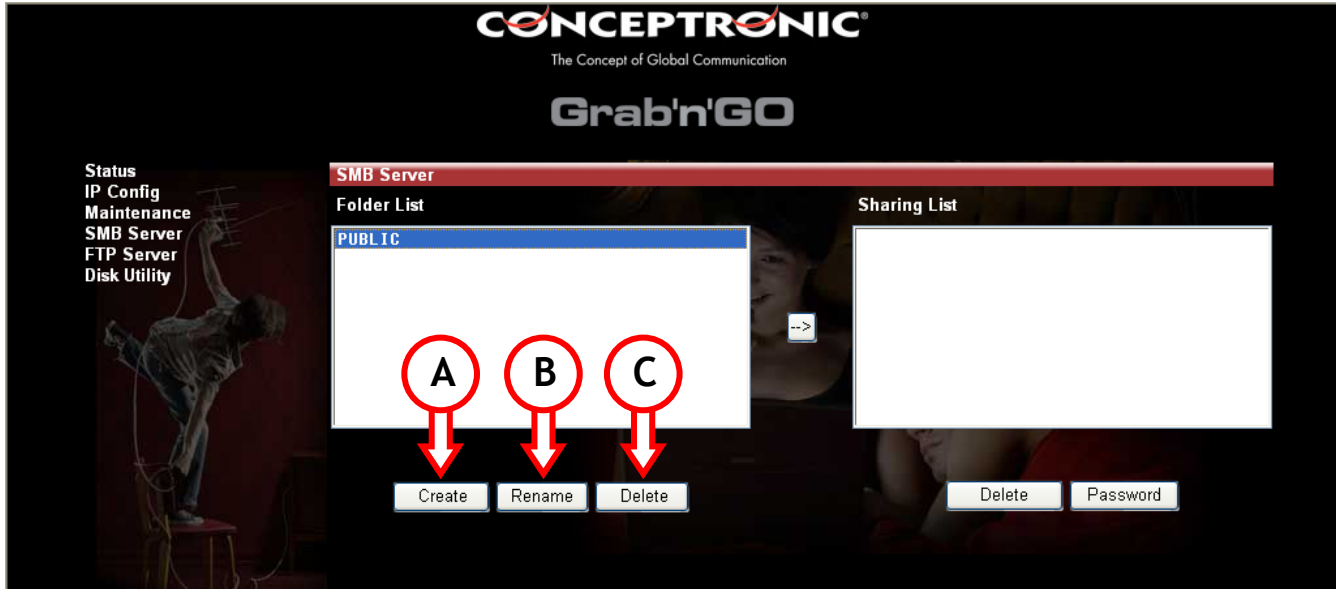 CONCEPTRONIC®
The Concept of Global Communication
Grab'n'GO
Status
IP Config
Maintenance
SMB Server
FTP Server
Disk Utility
SMB Server
Folder List
Sharing List
PUBLIC
-->
A B C
Create Rename Delete
Delete Password